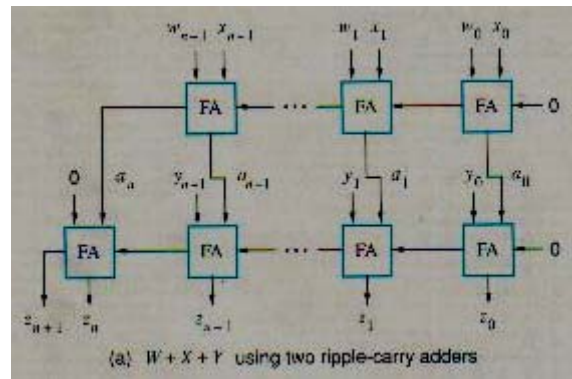 w_{n-1} x_{n-1} w_1 x_1 w_0 x_0
FA ... FA FA 0
0 a_n y_{n-1} a_{n-1} y_1 a_1 y_0 a_0
FA FA ... FA FA 0
z_{n+1} z_n z_{n-1} z_1 z_0
(a) W + X + Y using two ripple-carry adders